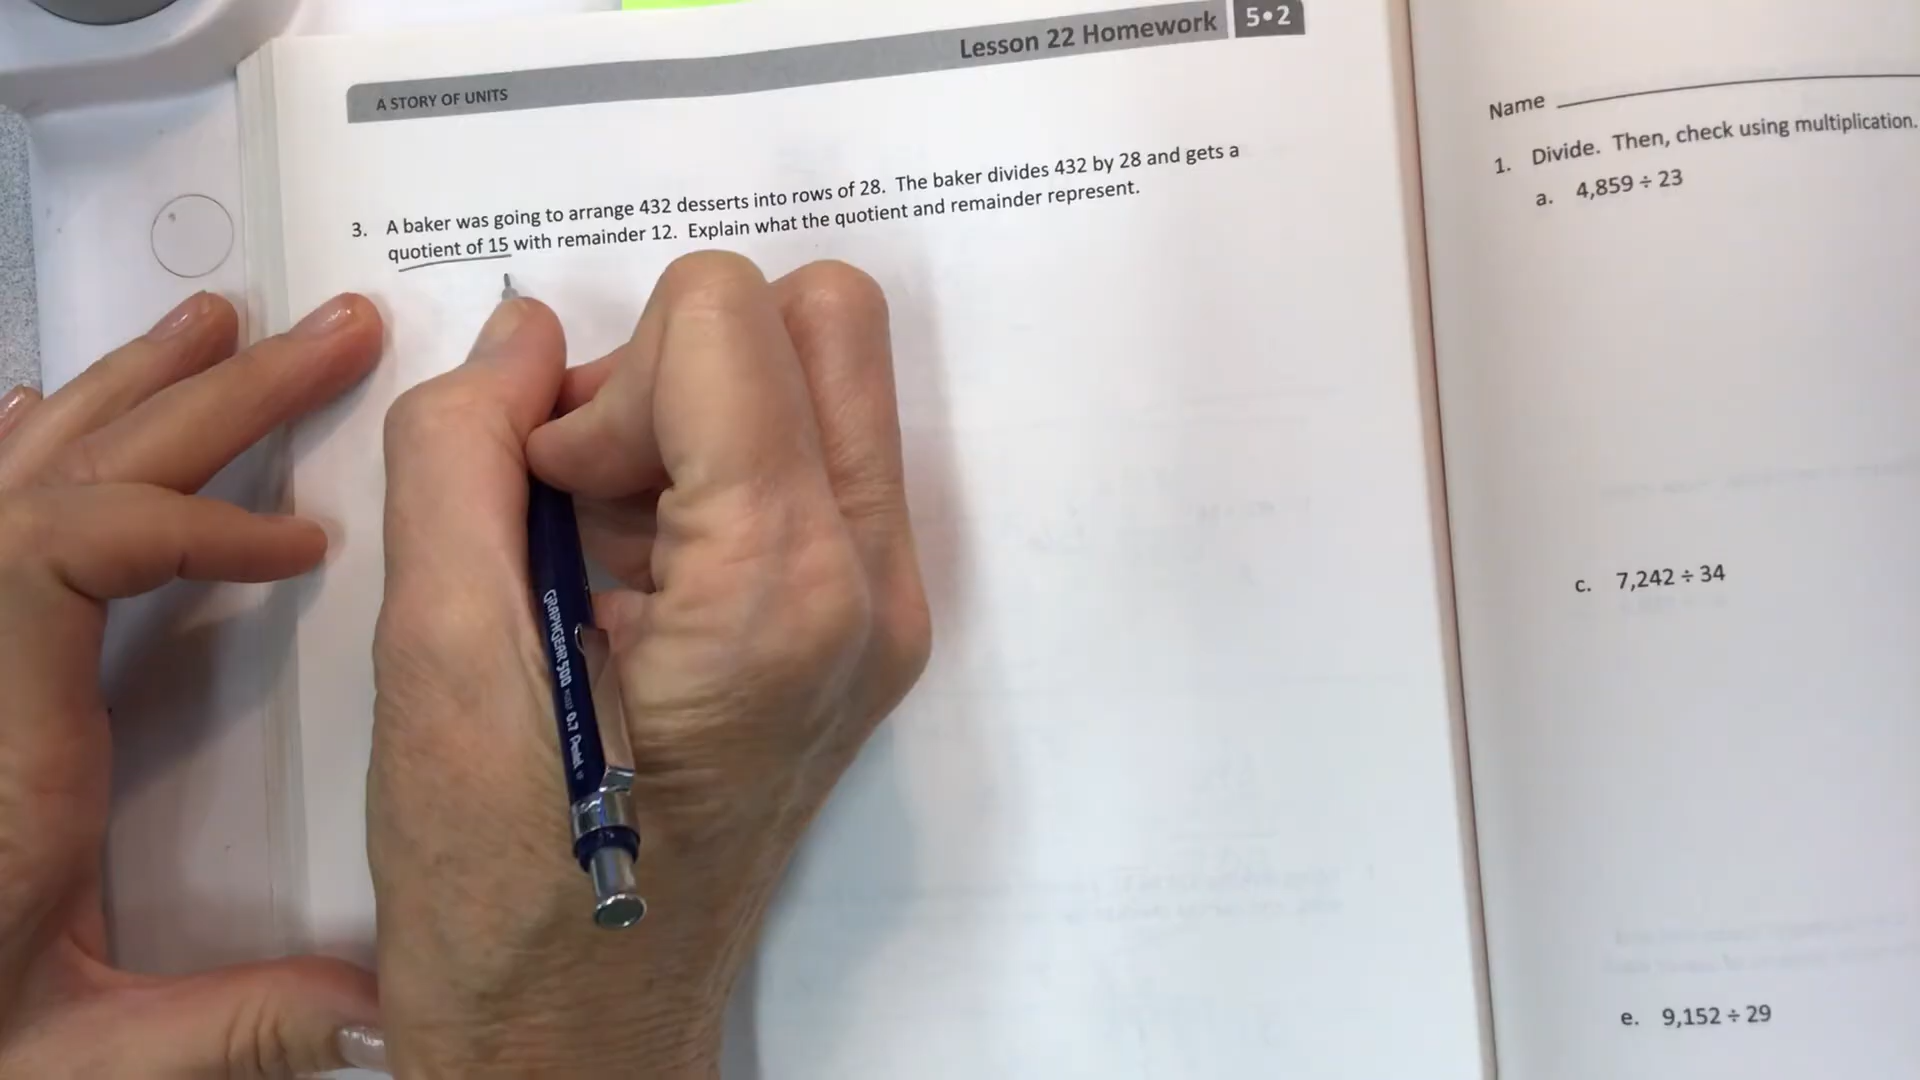 Lesson 22 Homework 5•2
A STORY OF UNITS
3. A baker was going to arrange 432 desserts into rows of 28. The baker divides 432 by 28 and gets a
quotient of 15 with remainder 12. Explain what the quotient and remainder represent.
GRAPHGEAR 500 0.7 Pentel
Name
1. Divide. Then, check using multiplication.
a. 4,859 ÷ 23
c. 7,242 ÷ 34
e. 9,152 ÷ 29